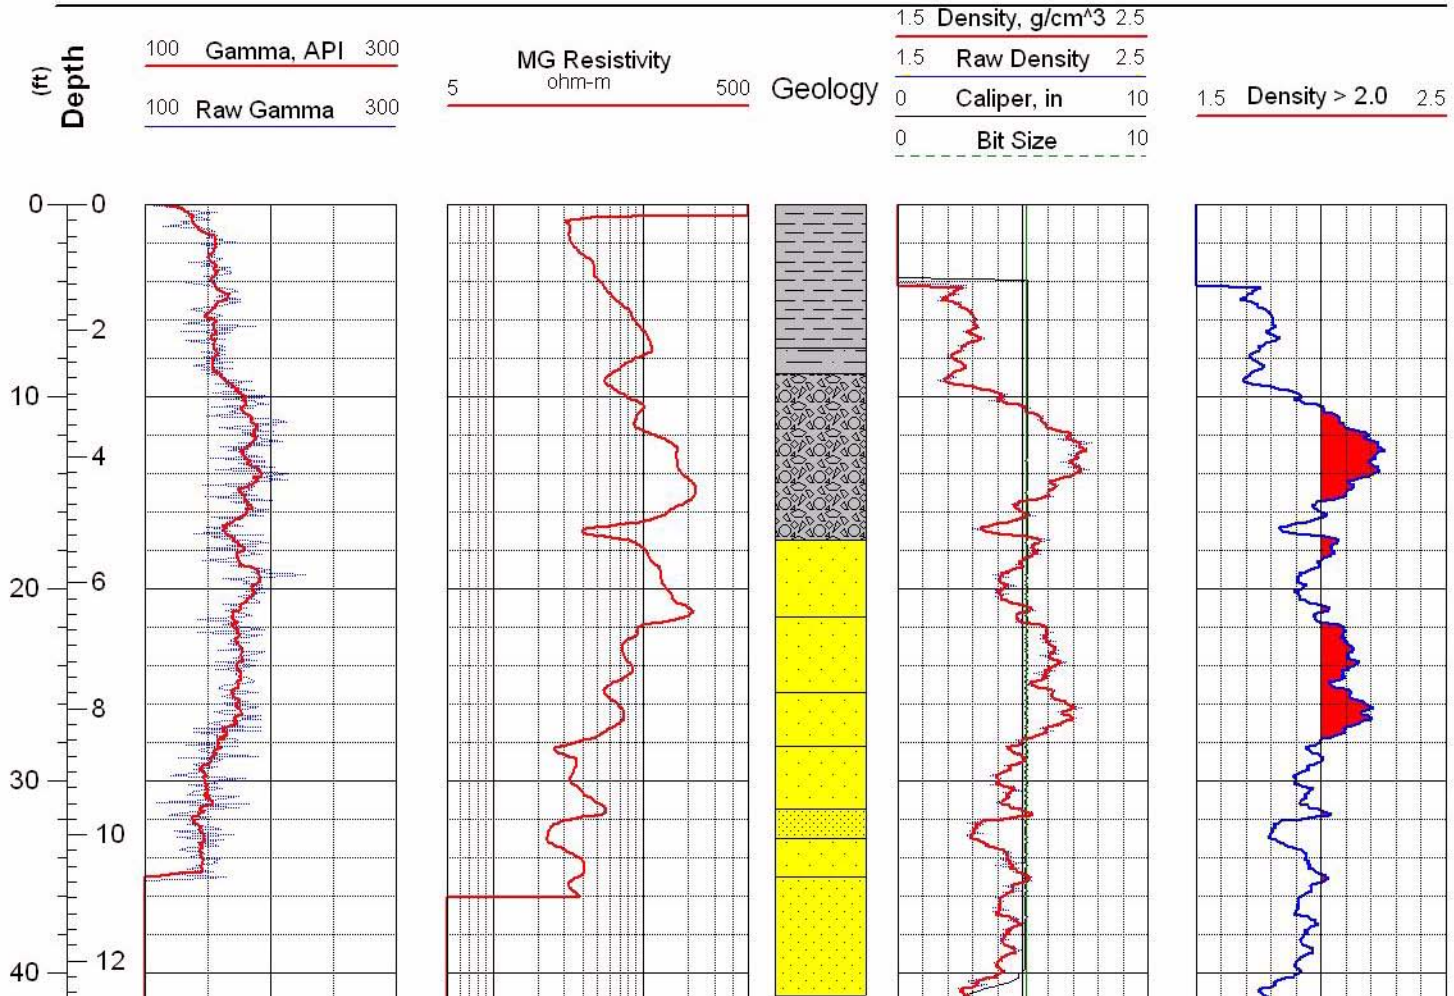 (ft)
Depth
100 Gamma, API 300
100 Raw Gamma 300
MG Resistivity
ohm-m
5 500
Geology
1.5 Density, g/cm^3 2.5
1.5 Raw Density 2.5
0 Caliper, in 10
0 Bit Size 10
1.5 Density > 2.0 2.5
0 0
2
10
4
20 6
8
30
10
40 12